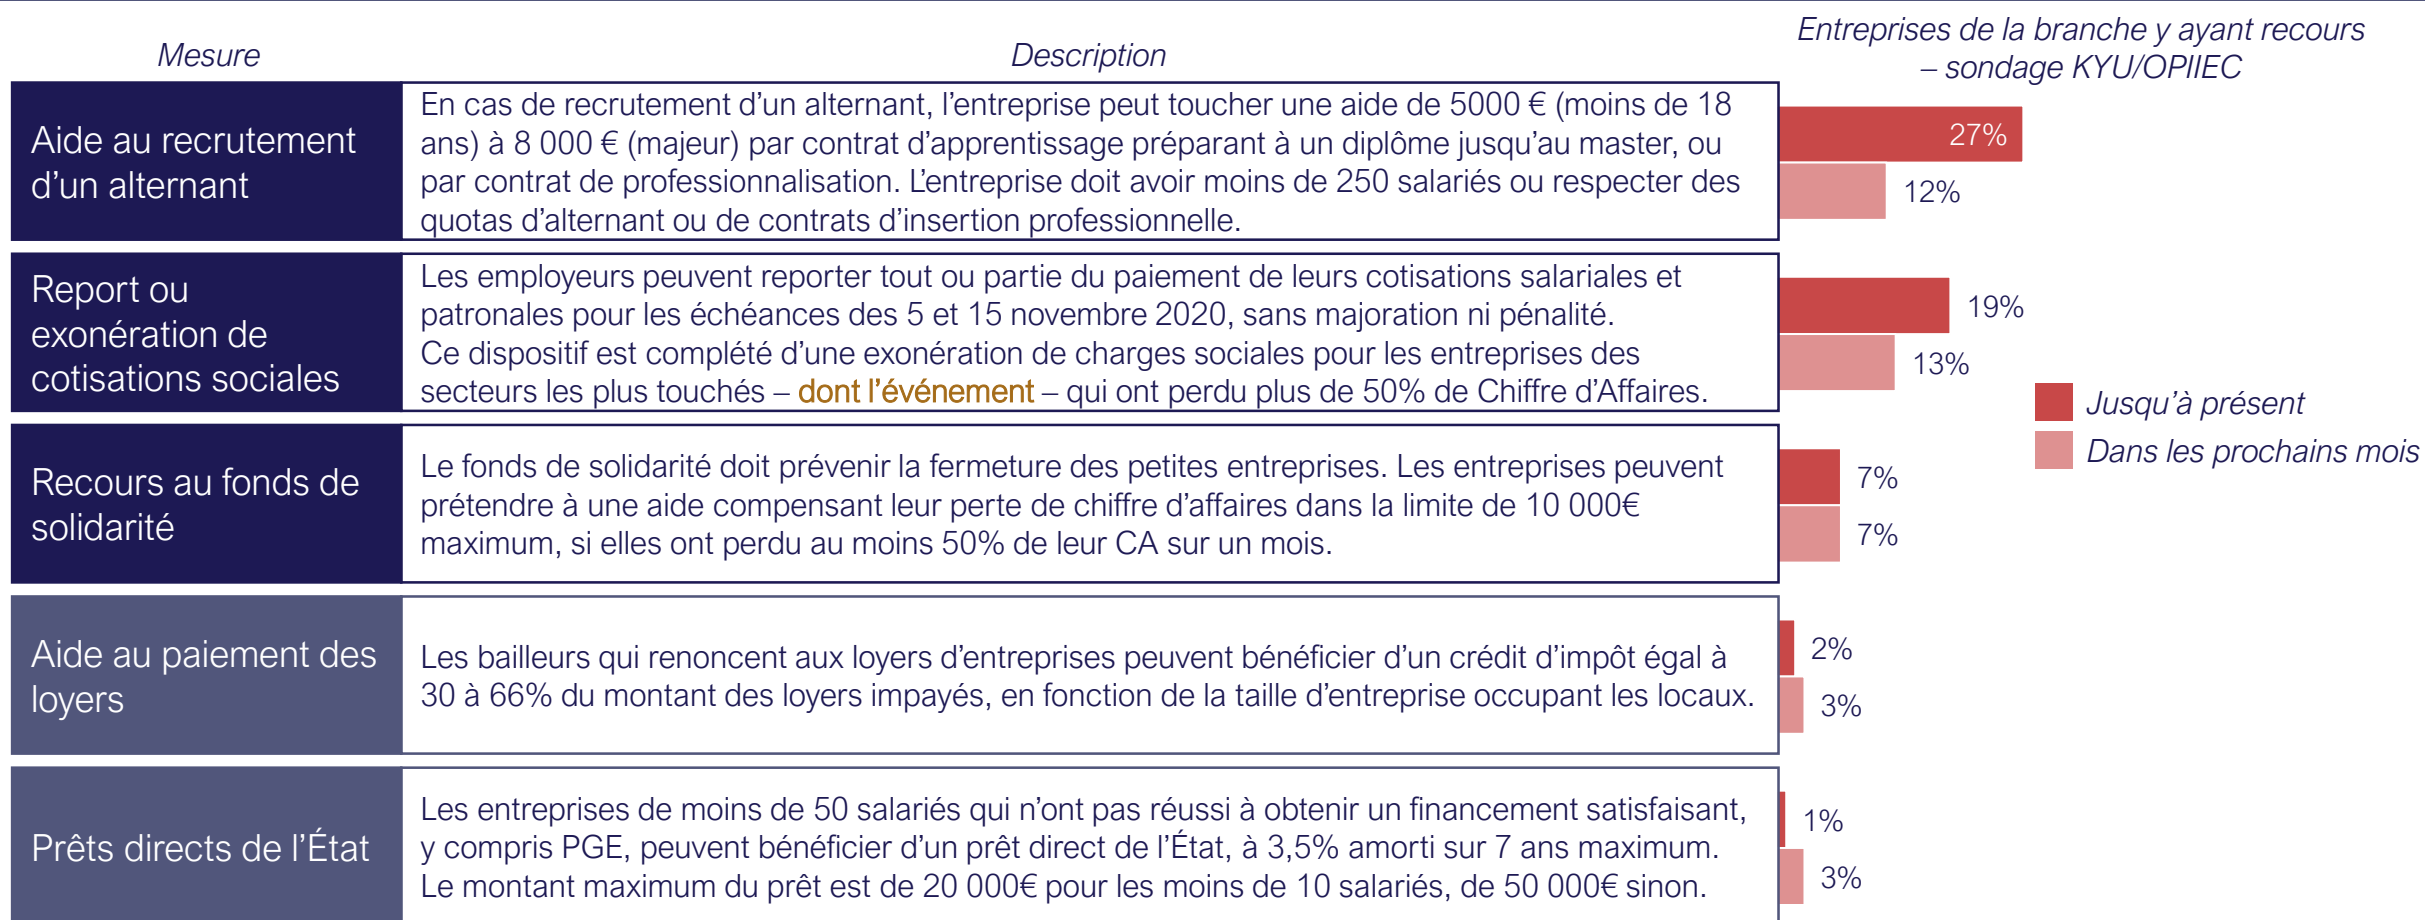 Mesure
Description
Entreprises de la branche y ayant recours
– sondage KYU/OPIIEC
Aide au recrutement
d'un alternant
En cas de recrutement d'un alternant, l'entreprise peut toucher une aide de 5000 € (moins de 18
ans) à 8 000 € (majeur) par contrat d'apprentissage préparant à un diplôme jusqu'au master, ou
par contrat de professionnalisation. L'entreprise doit avoir moins de 250 salariés ou respecter des
quotas d'alternant ou de contrats d'insertion professionnelle.
27%
12%
Report ou
exonération de
cotisations sociales
Les employeurs peuvent reporter tout ou partie du paiement de leurs cotisations salariales et
patronales pour les échéances des 5 et 15 novembre 2020, sans majoration ni pénalité.
Ce dispositif est complété d'une exonération de charges sociales pour les entreprises des
secteurs les plus touchés – dont l'événement – qui ont perdu plus de 50% de Chiffre d'Affaires.
19%
13%
Jusqu'à présent
Dans les prochains mois
Recours au fonds de
solidarité
Le fonds de solidarité doit prévenir la fermeture des petites entreprises. Les entreprises peuvent
prétendre à une aide compensant leur perte de chiffre d'affaires dans la limite de 10 000€
maximum, si elles ont perdu au moins 50% de leur CA sur un mois.
7%
7%
Aide au paiement des
loyers
Les bailleurs qui renoncent aux loyers d'entreprises peuvent bénéficier d'un crédit d'impôt égal à
30 à 66% du montant des loyers impayés, en fonction de la taille d'entreprise occupant les locaux.
2%
3%
Prêts directs de l'État
Les entreprises de moins de 50 salariés qui n'ont pas réussi à obtenir un financement satisfaisant,
y compris PGE, peuvent bénéficier d'un prêt direct de l'État, à 3,5% amorti sur 7 ans maximum.
Le montant maximum du prêt est de 20 000€ pour les moins de 10 salariés, de 50 000€ sinon.
1%
3%